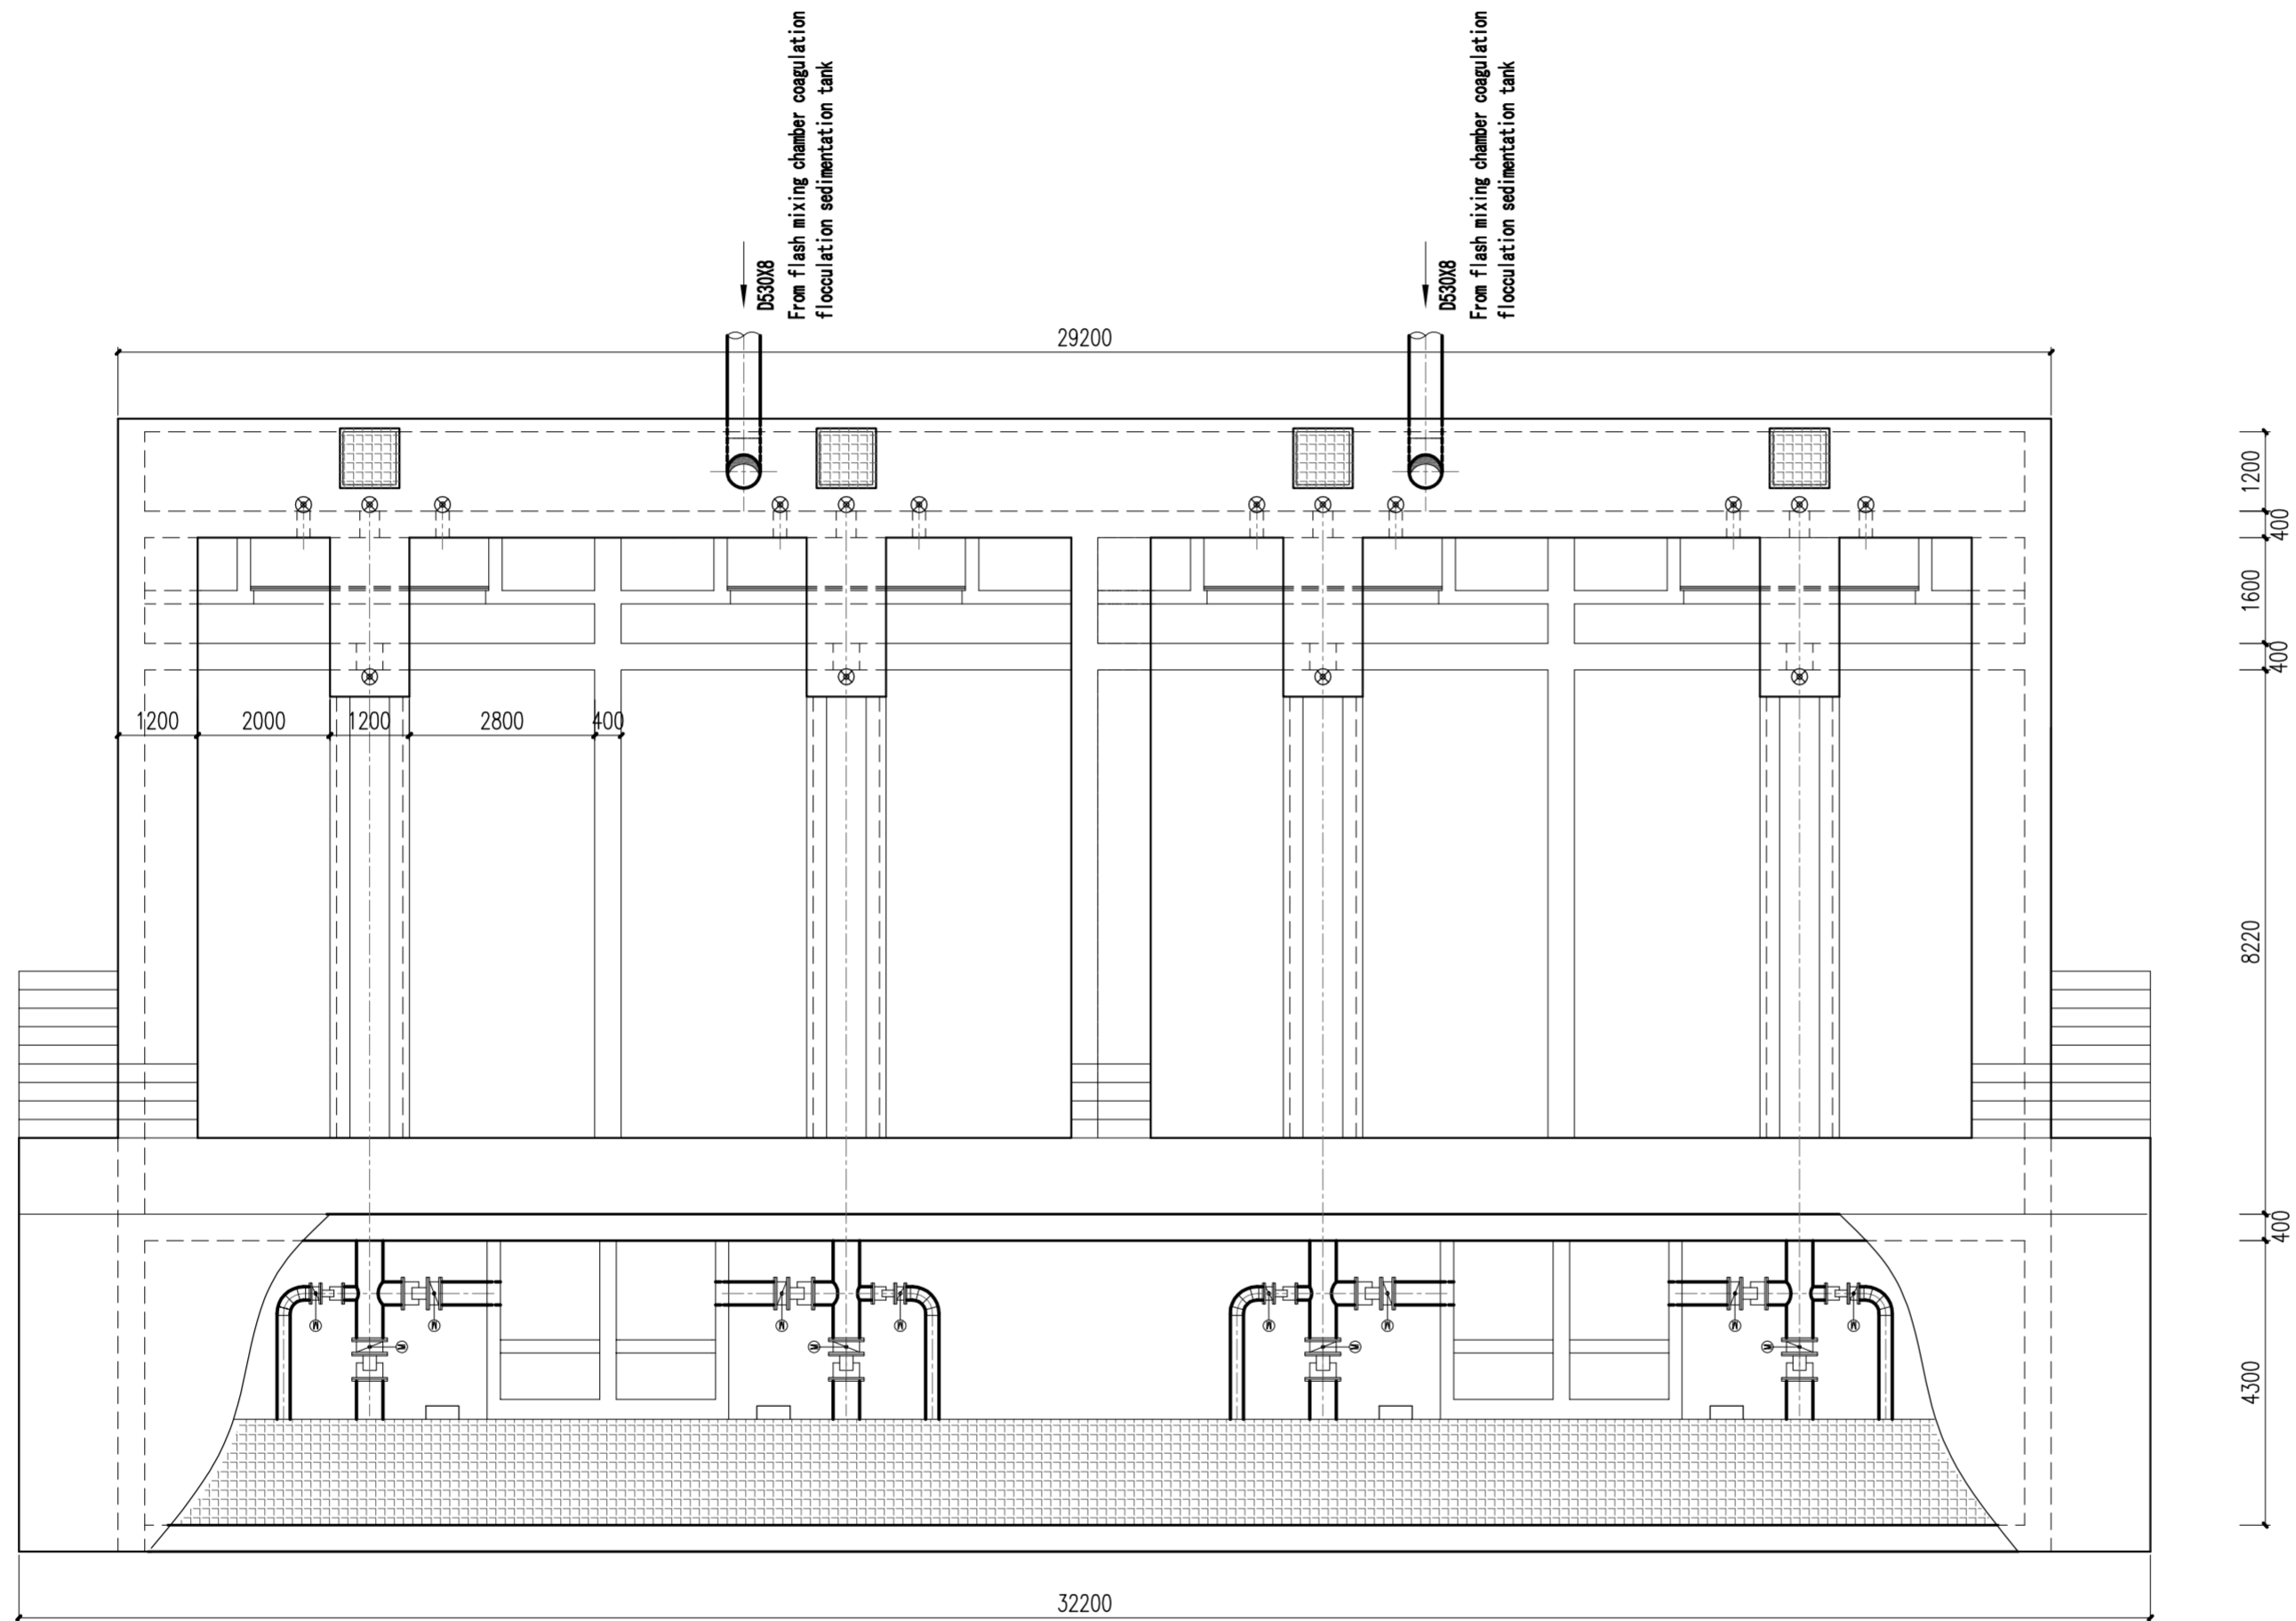 D530X8
From flash mixing chamber coagulation
flocculation sedimentation tank
D530X8
From flash mixing chamber coagulation
flocculation sedimentation tank
29200
1200
400
1600
400
8220
400
4300
1200
2000
1200
2800
400
M
M
M
M
M
M
M
M
M
M
M
M
32200